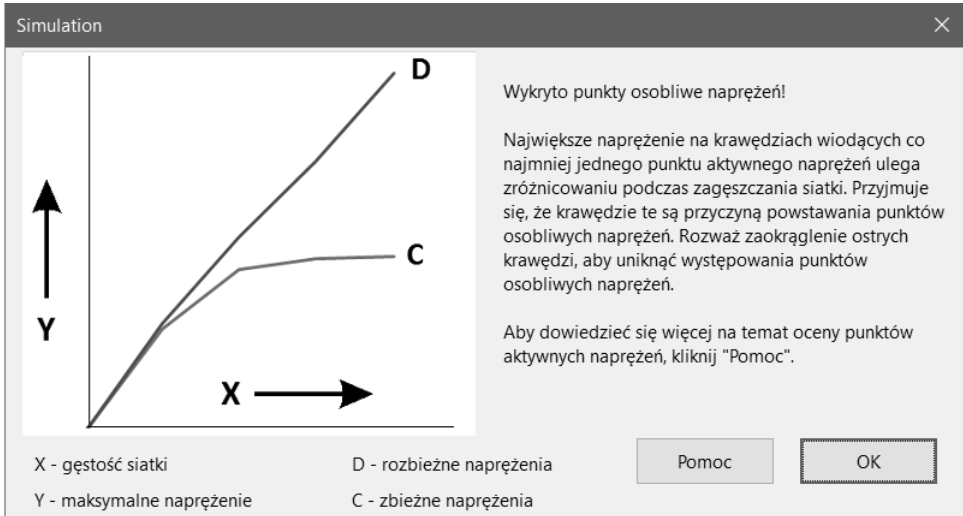 Simulation
D
C
Y
X
Wykryto punkty osobliwe naprężeń!
Największe naprężenie na krawędziach wiodących co
najmniej jednego punktu aktywnego naprężeń ulega
zróżnicowaniu podczas zagęszczania siatki. Przyjmuje
się, że krawędzie te są przyczyną powstawania punktów
osobliwych naprężeń. Rozważ zaokrąglenie ostrych
krawędzi, aby uniknąć występowania punktów
osobliwych naprężeń.
Aby dowiedzieć się więcej na temat oceny punktów
aktywnych naprężeń, kliknij "Pomoc".
X - gęstość siatki
D - rozbieżne naprężenia
Y - maksymalne naprężenie
C - zbieżne naprężenia
Pomoc
OK